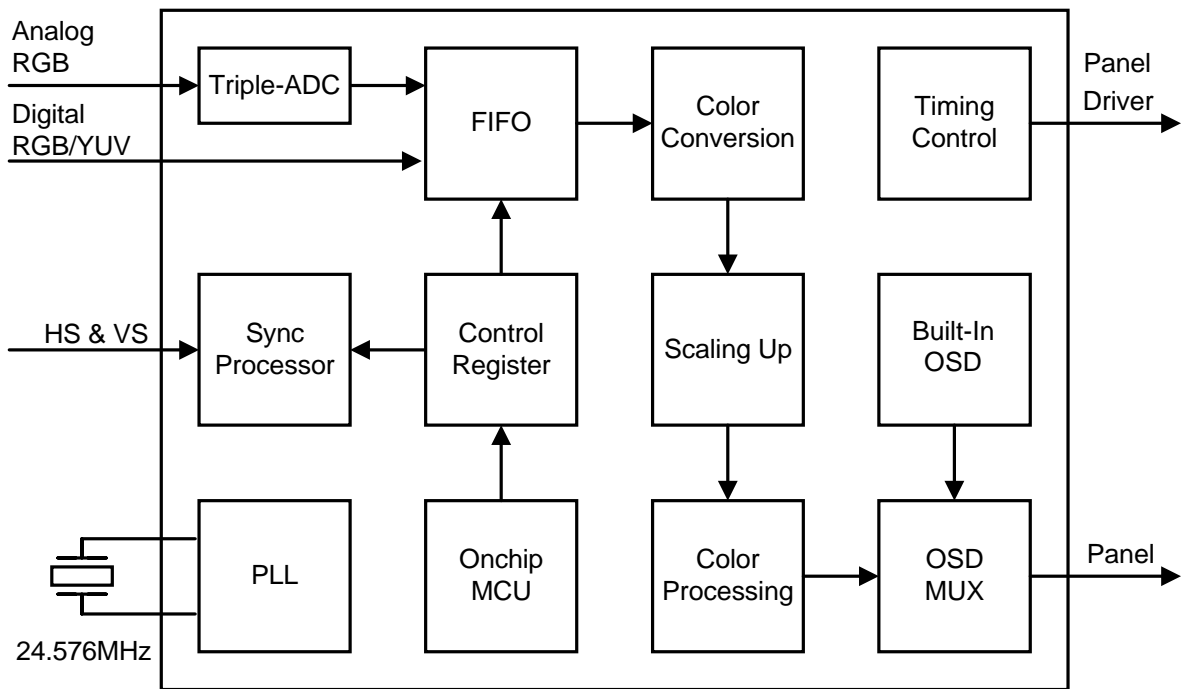 Analog
RGB
Triple-ADC
FIFO
Color
Conversion
Timing
Control
Panel
Driver
Digital
RGB/YUV
HS & VS
Sync
Processor
Control
Register
Scaling Up
Built-In
OSD
PLL
Onchip
MCU
Color
Processing
OSD
MUX
Panel
24.576MHz